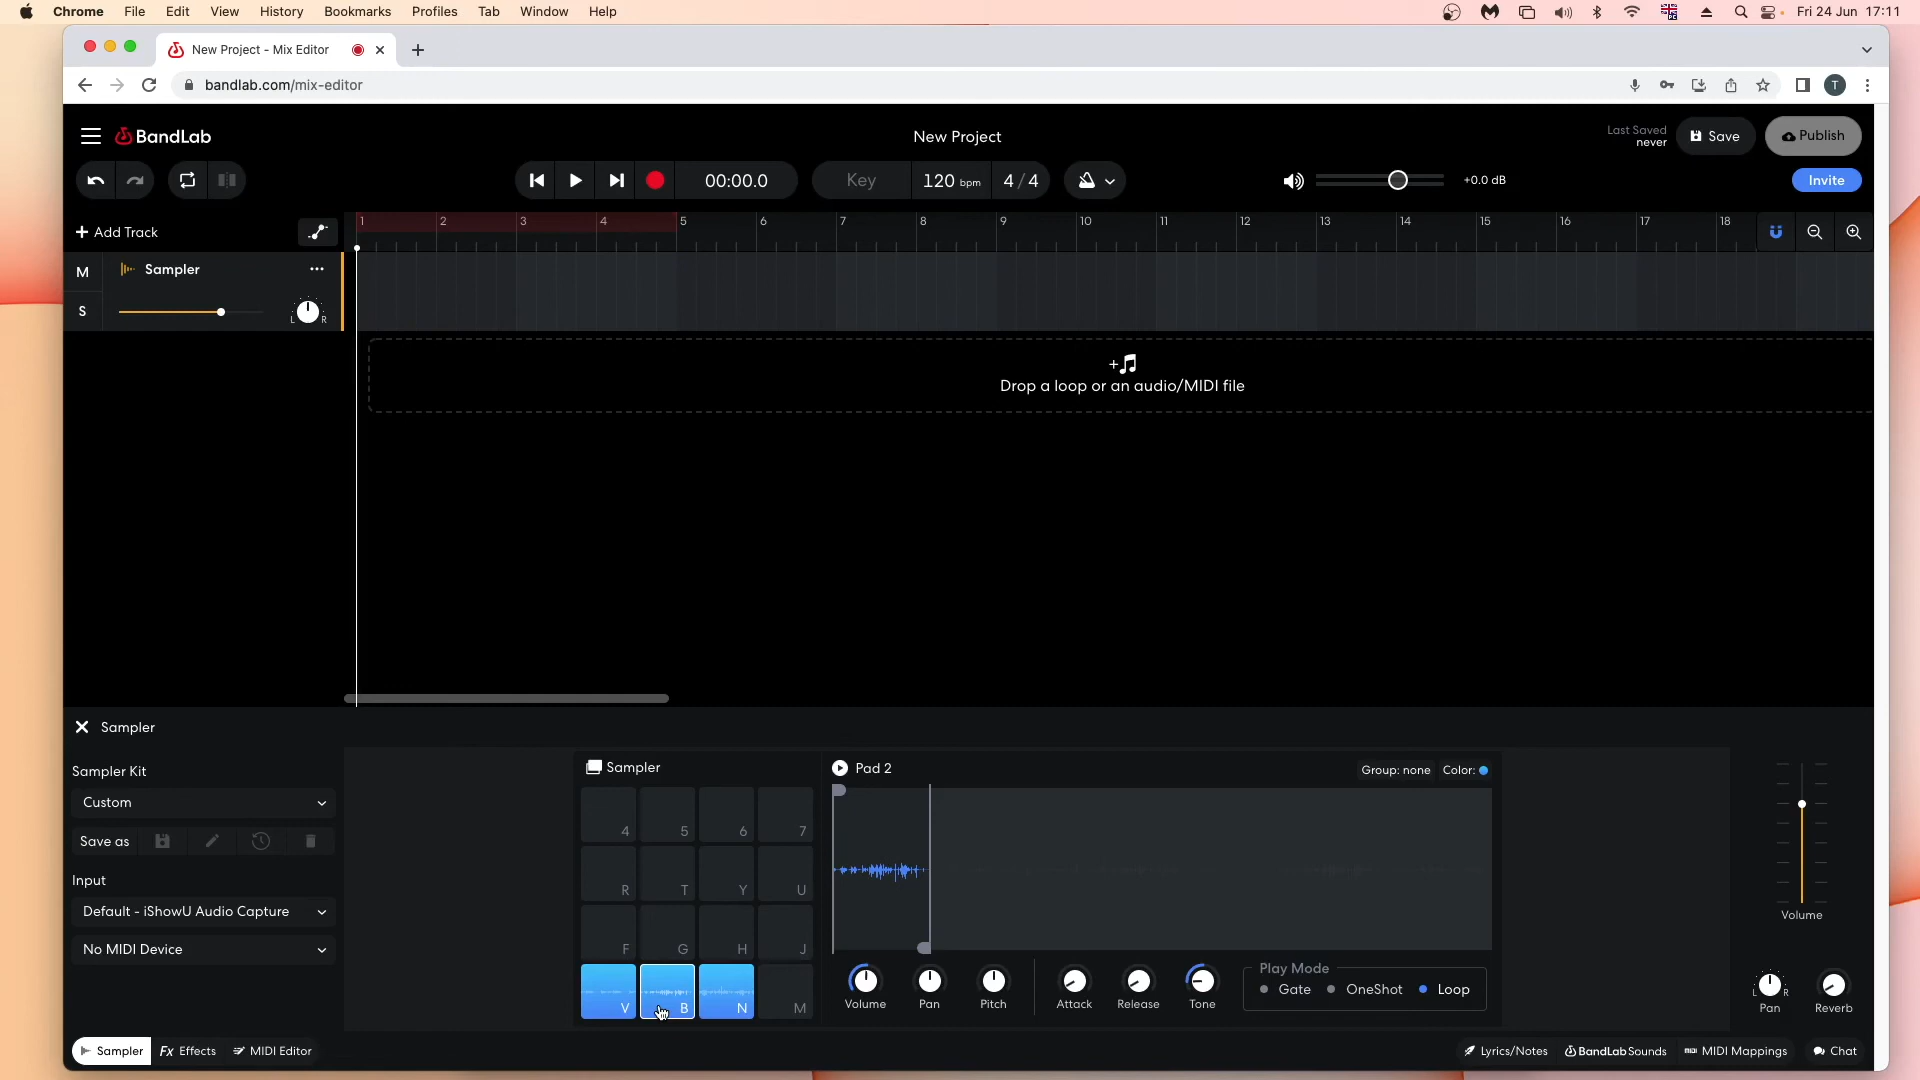 Chrome File Edit View History Bookmarks Profiles Tab Window Help Fri 24 Jun 17:11
New Project - Mix Editor
bandlab.com/mix-editor T
BandLab New Project Last Saved never Save Publish
00:00.0 Key 120 bpm 4/4 +0.0 dB Invite
+ Add Track 1 2 3 4 5 6 7 8 9 10 11 12 13 14 15 16 17 18
M Sampler
S L R
Drop a loop or an audio/MIDI file
Sampler
Sampler Kit Sampler Pad 2 Group: none Color:
Custom
4 5 6 7
Save as
Input R T Y U
Default - iShowU Audio Capture
No MIDI Device F G H J
V B N M
Volume Pan Pitch Attack Release Tone
Play Mode
Gate OneShot Loop
Volume
L R
Pan Reverb
Sampler Fx Effects MIDI Editor Lyrics/Notes BandLab Sounds MIDI Mappings Chat